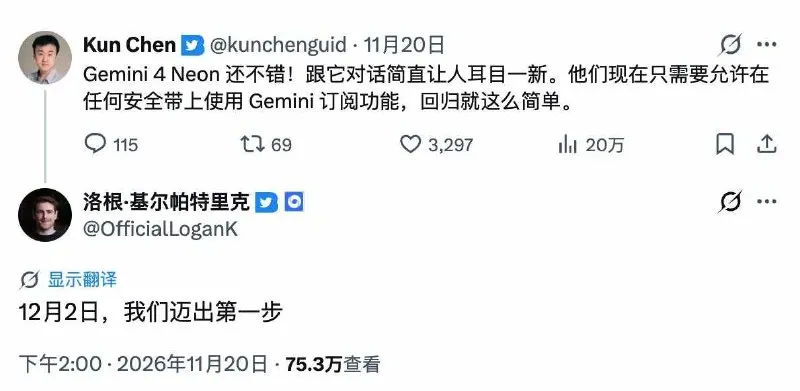 Kun Chen @kunchenguid · 11月20日
Gemini 4 Neon 还不错！跟它对话简直让人耳目一新。他们现在只需要允许在
任何安全带上使用 Gemini 订阅功能，回归就这么简单。
115 69 3,297 20万
洛根·基尔帕特里克
@OfficialLoganK
显示翻译
12月2日，我们迈出第一步
下午2:00 · 2026年11月20日 · 75.3万查看